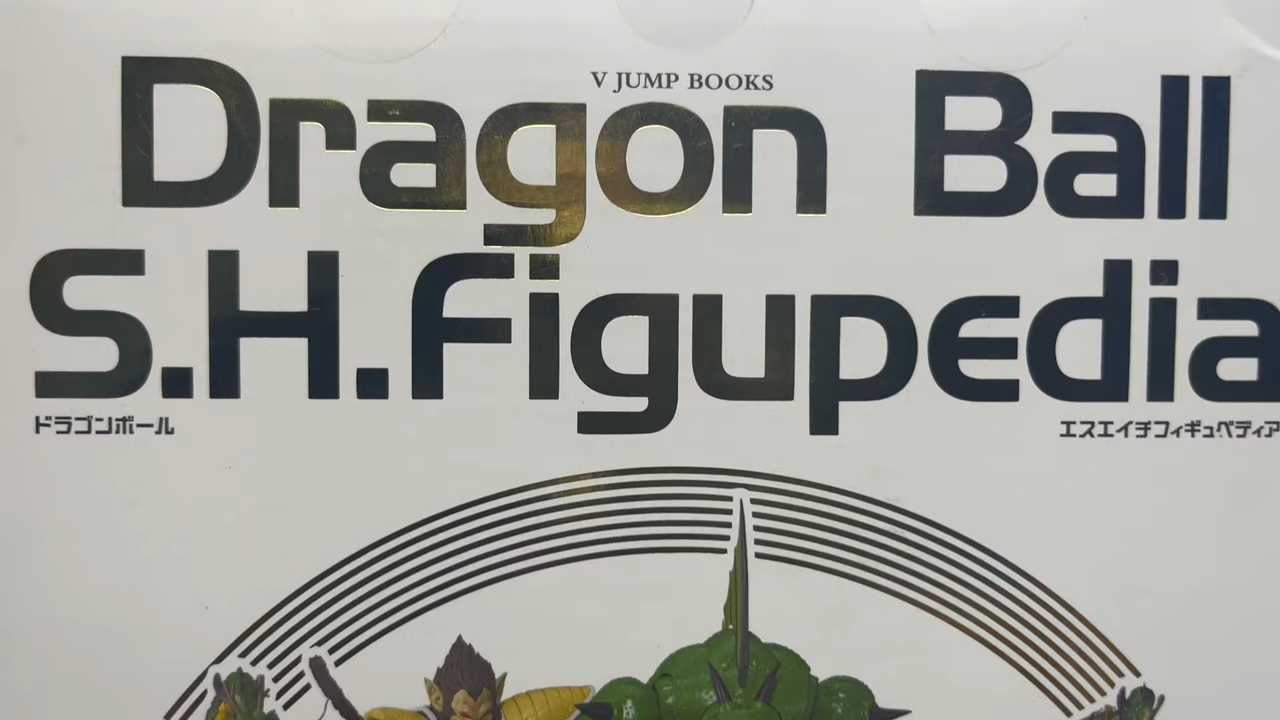 V JUMP BOOKS
Dragon Ball
S.H.Figupedia
ドラゴンボール
エスエイチフィギュペディア